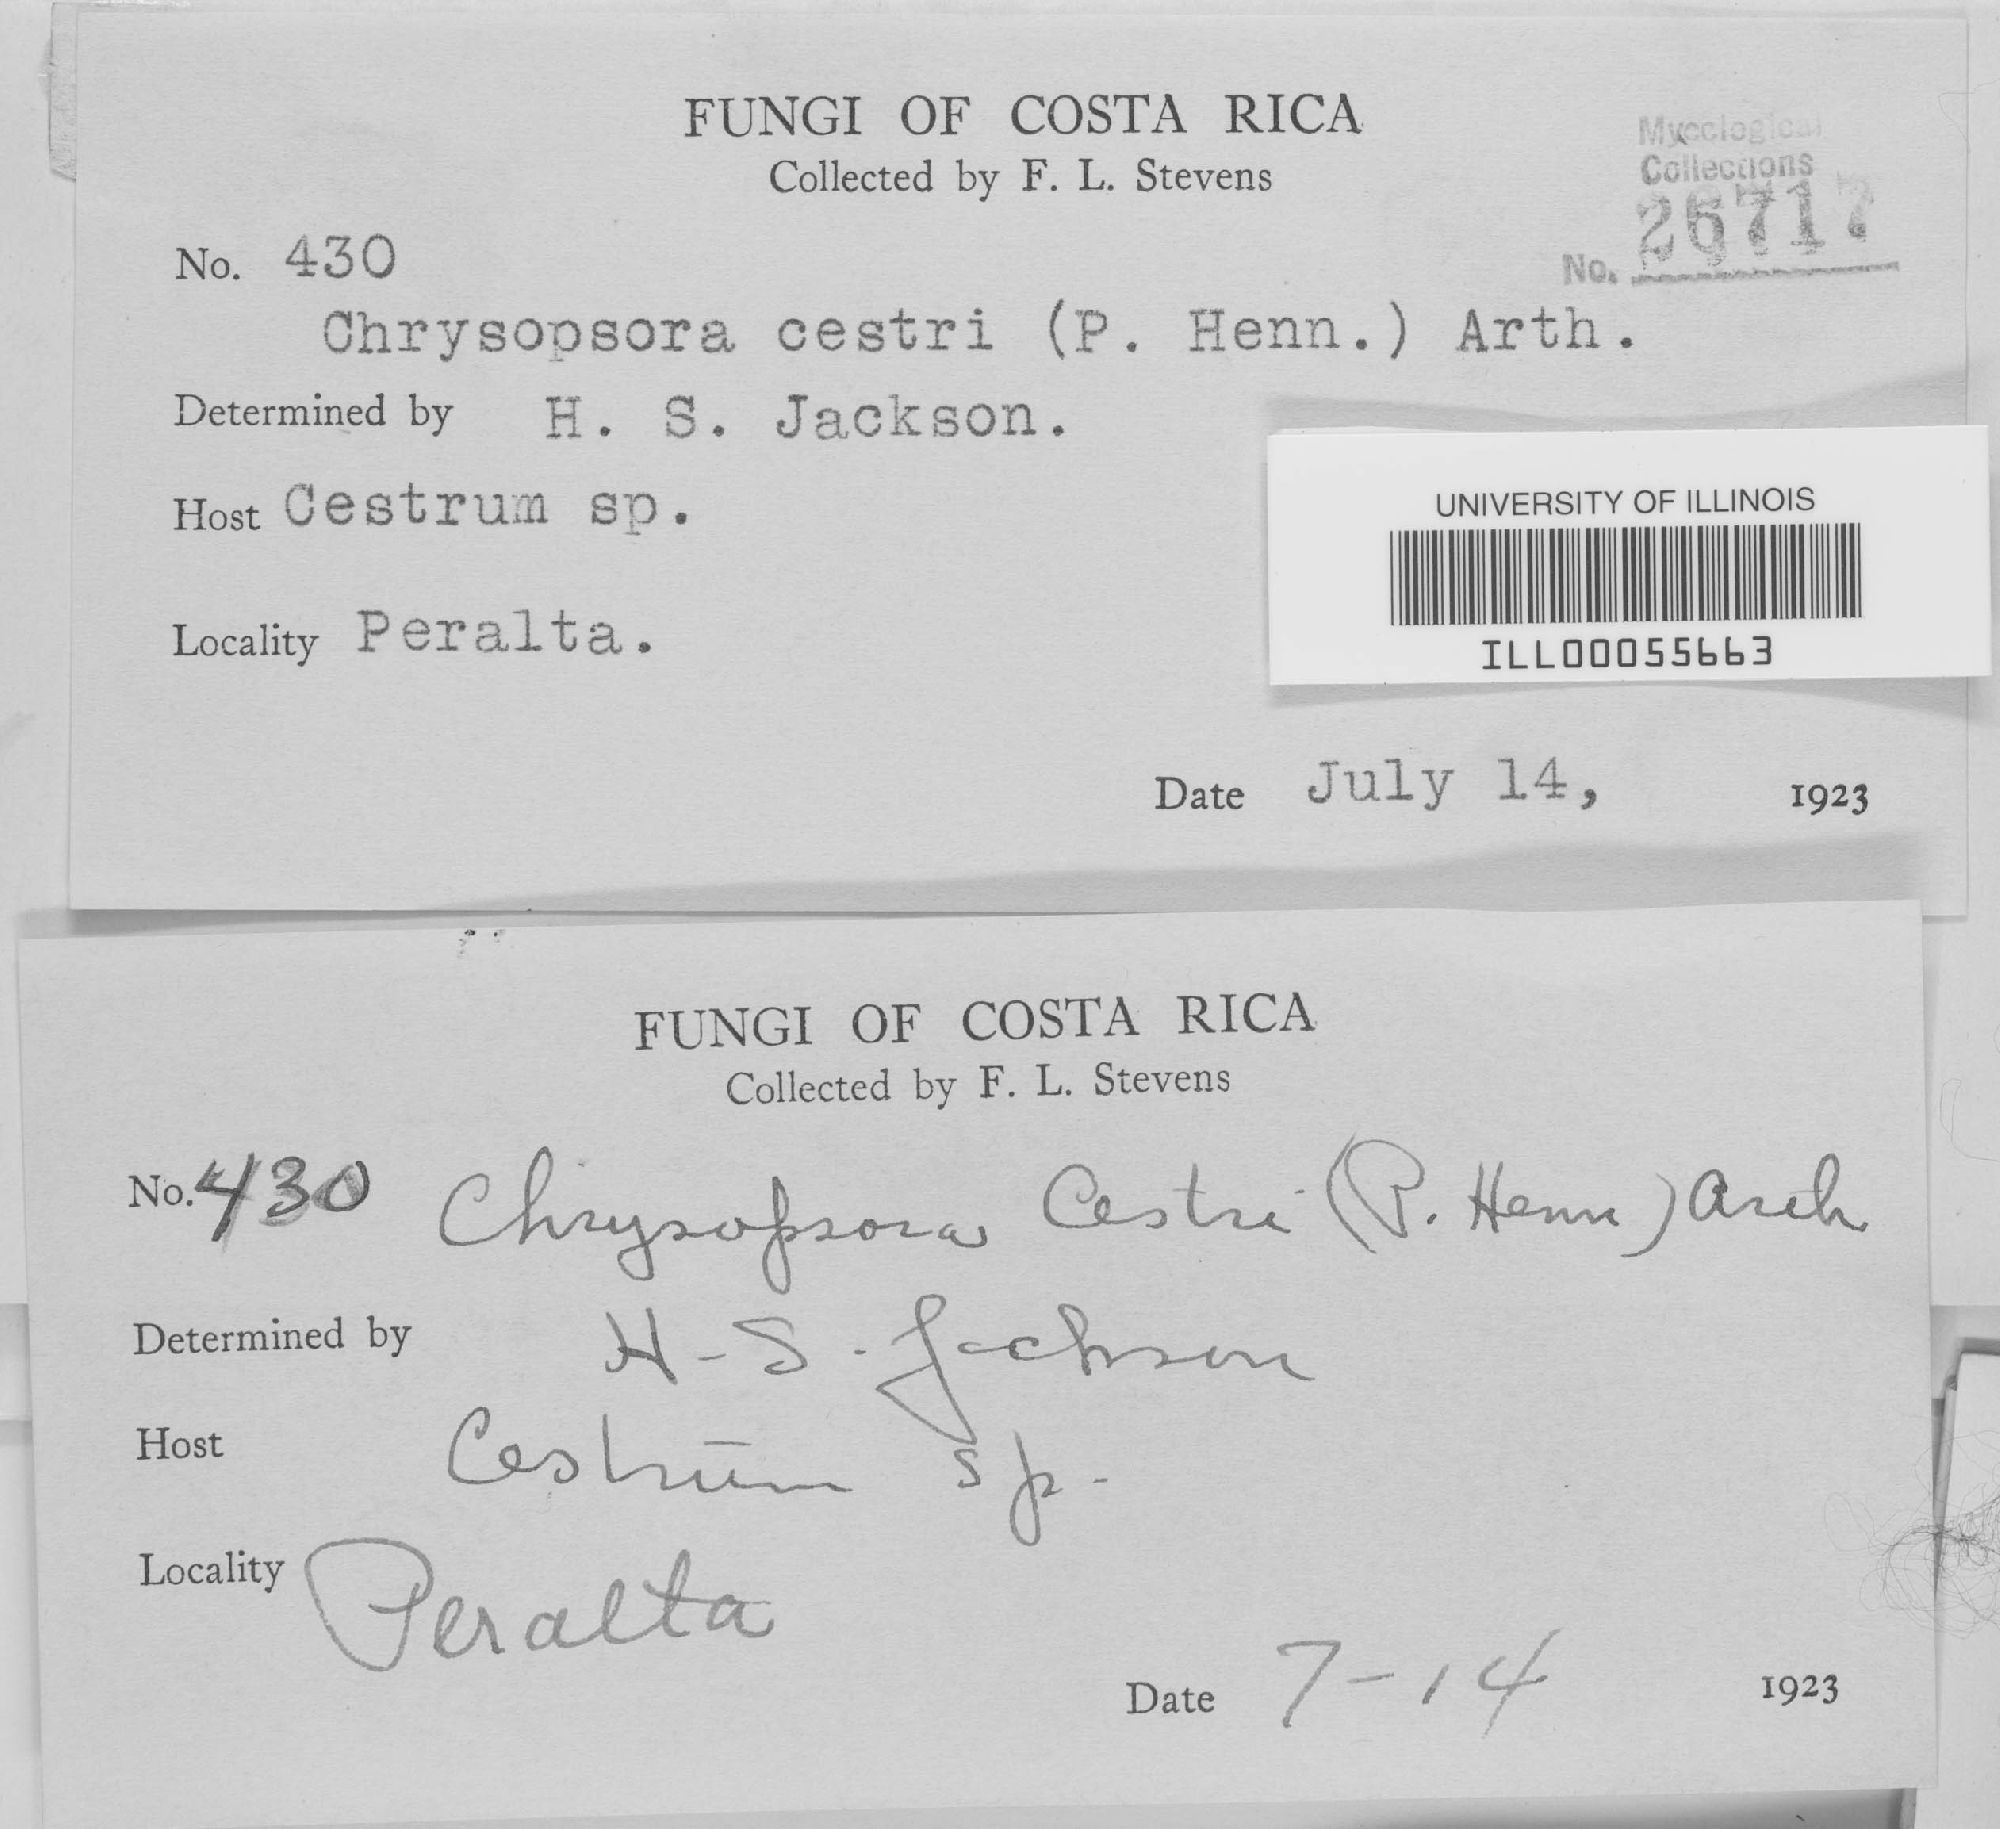 FUNGI OF COSTA RICA
Collected by F. L. Stevens
Mycological
Collections
No. 26717
No. 430
Chrysopsora cestri (P. Henn.) Arth.
Determined by H. S. Jackson.
Host Cestrum sp.
UNIVERSITY OF ILLINOIS
ILL00055663
Locality Peralta.
Date July 14, 1923
FUNGI OF COSTA RICA
Collected by F. L. Stevens
No. 430 Chrysopsora Cestri (P. Henn) Arth
Determined by H-S. Jackson
Host Cestrum sp.
Locality Peralta
Date 7-14 1923